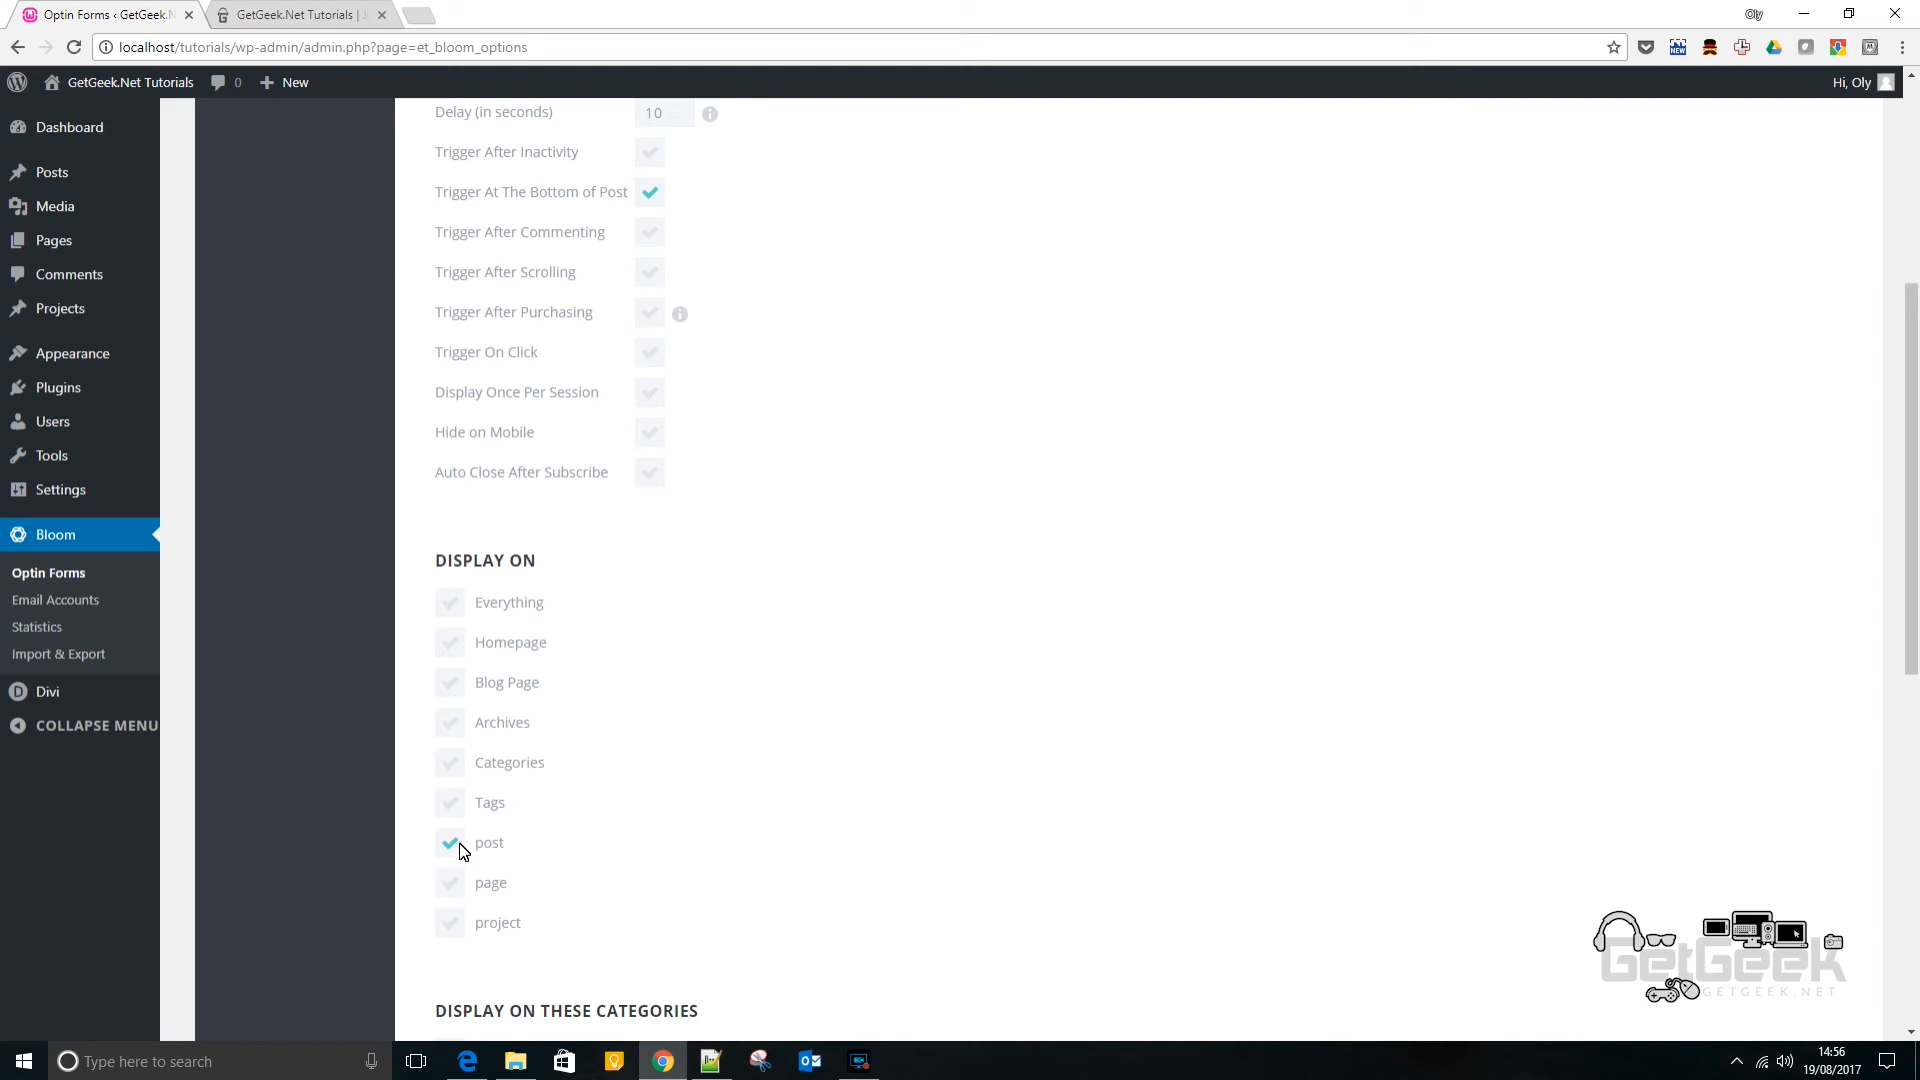 Optin Forms ‹ GetGeek.N
GetGeek.Net Tutorials |
Oly
localhost/tutorials/wp-admin/admin.php?page=et_bloom_options
GetGeek.Net Tutorials
0
New
Hi, Oly
Dashboard
Posts
Media
Pages
Comments
Projects
Appearance
Plugins
Users
Tools
Settings
Bloom
Optin Forms
Email Accounts
Statistics
Import & Export
Divi
COLLAPSE MENU
Delay (in seconds)
10
Trigger After Inactivity
Trigger At The Bottom of Post
Trigger After Commenting
Trigger After Scrolling
Trigger After Purchasing
Trigger On Click
Display Once Per Session
Hide on Mobile
Auto Close After Subscribe
DISPLAY ON
Everything
Homepage
Blog Page
Archives
Categories
Tags
post
page
project
DISPLAY ON THESE CATEGORIES
GetGeek
GETGEEK.NET
Type here to search
14:56
19/08/2017